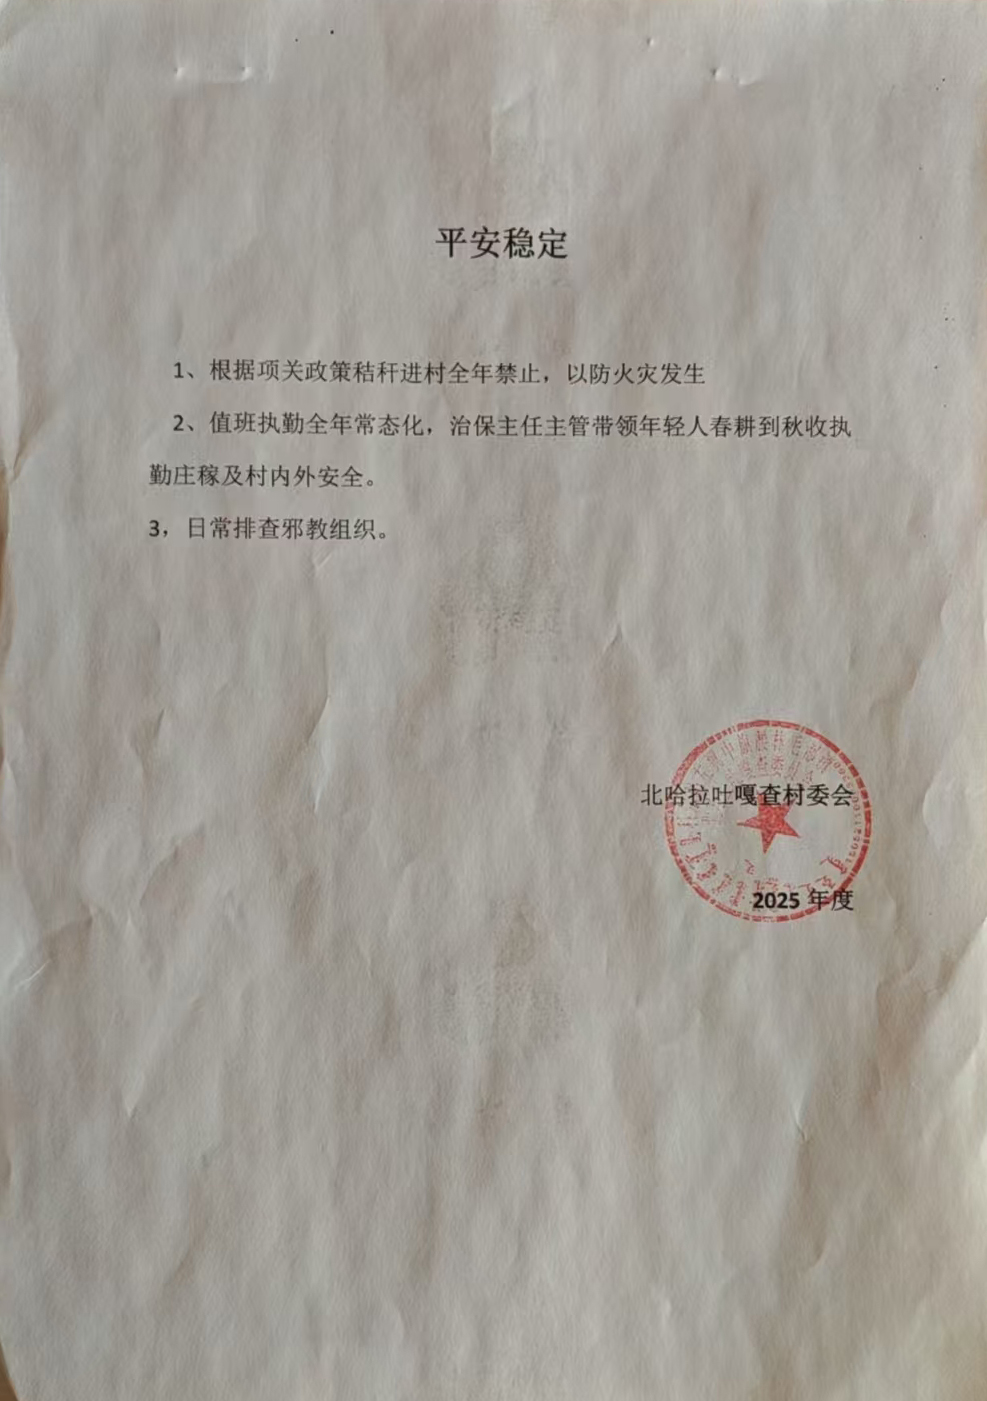 平安稳定
1、根据项关政策秸秆进村全年禁止，以防火灾发生
2、值班执勤全年常态化，治保主任主管带领年轻人春耕到秋收执
勤庄稼及村内外安全。
3，日常排查邪教组织。
北哈拉吐嘎查村委会
2025 年度